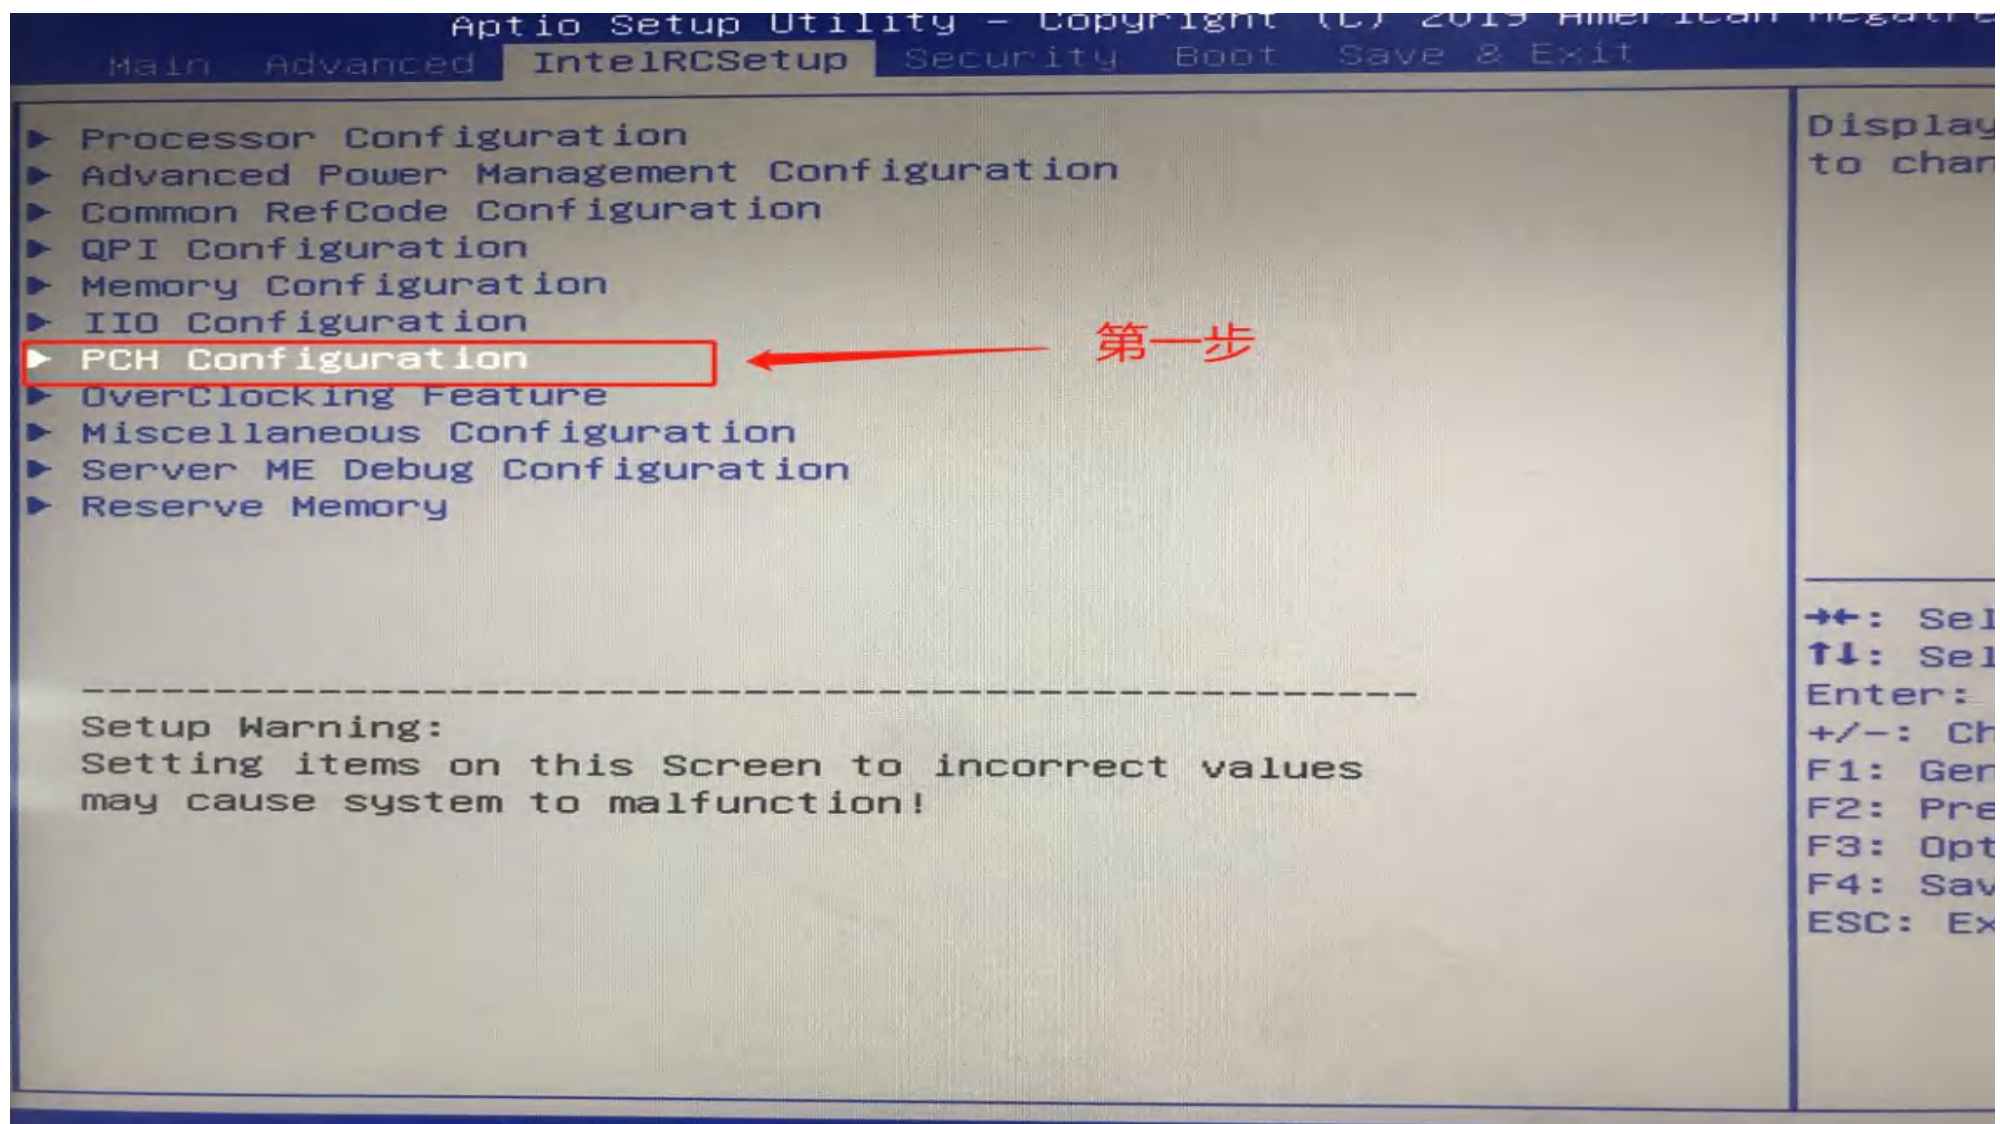 Aptio Setup Utility – Copyright (C) 2019 American
Main Advanced IntelRCSetup Security Boot Save & Exit
Processor Configuration
Advanced Power Management Configuration
Common RefCode Configuration
QPI Configuration
Memory Configuration
IIO Configuration
PCH Configuration
OverClocking Feature
Miscellaneous Configuration
Server ME Debug Configuration
Reserve Memory
第一步
Setup Warning:
Setting items on this Screen to incorrect values
may cause system to malfunction!
Display
to chan
→←: Sel
↑↓: Sel
Enter:
+/-: Ch
F1: Gen
F2: Pre
F3: Opt
F4: Sav
ESC: Ex